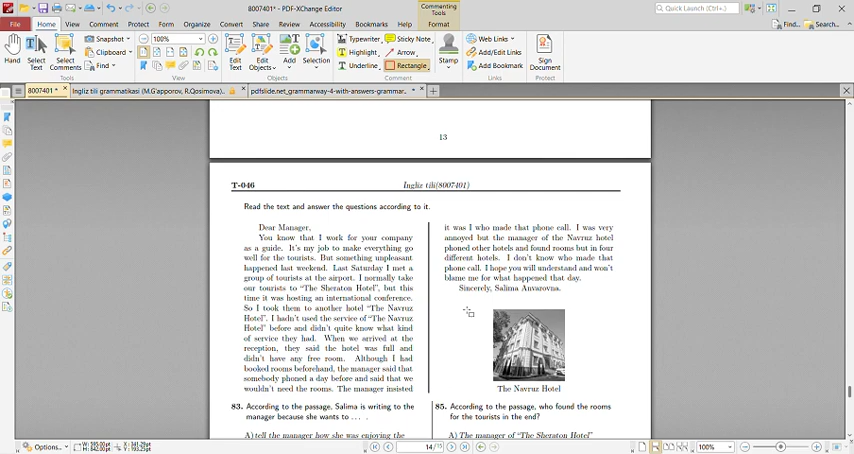 8007401* - PDF-XChange Editor
Commenting
Tools
Quick Launch (Ctrl+.)
File Home View Comment Protect Form Organize Convert Share Review Accessibility Bookmarks Help Format
Find... Search...
Hand
Select
Text
Select
Comments
Snapshot
Clipboard
Find
Tools
100%
View
Edit
Text
Edit
Objects
Add
Selection
Objects
Typewriter Sticky Note
Highlight Arrow
Underline Rectangle
Stamp
Comment
Web Links
Add/Edit Links
Add Bookmark
Links
Sign
Document
Protect
8007401 * Ingliz tili grammatikasi (M.G'apporov, R.Qosimova).. pdfslide.net_grammarway-4-with-answers-grammar.. *
13
T-046 Ingliz tili(8007401)
Read the text and answer the questions according to it.
Dear Manager,
You know that I work for your company
as a guide. It's my job to make everything go
well for the tourists. But something unpleasant
happened last weekend. Last Saturday I met a
group of tourists at the airport. I normally take
our tourists to "The Sheraton Hotel", but this
time it was hosting an international conference.
So I took them to another hotel "The Navruz
Hotel". I hadn't used the service of "The Navruz
Hotel" before and didn't quite know what kind
of service they had. When we arrived at the
reception, they said the hotel was full and
didn't have any free room. Although I had
booked rooms beforehand, the manager said that
somebody phoned a day before and said that we
wouldn't need the rooms. The manager insisted
it was I who made that phone call. I was very
annoyed but the manager of the Navruz hotel
phoned other hotels and found rooms but in four
different hotels. I don't know who made that
phone call. I hope you will understand and won't
blame me for what happened that day.
Sincerely, Salima Anvarovna.
The Navruz Hotel
83. According to the passage, Salima is writing to the
manager because she wants to ... .
A) tell the manager how she was enjoying the
85. According to the passage, who found the rooms
for the tourists in the end?
A) The manager of "The Sheraton Hotel"
Options...
W: 595.00pt
H: 842.00pt
X: 341.29pt
Y: 193.23pt
14 / 15
100%